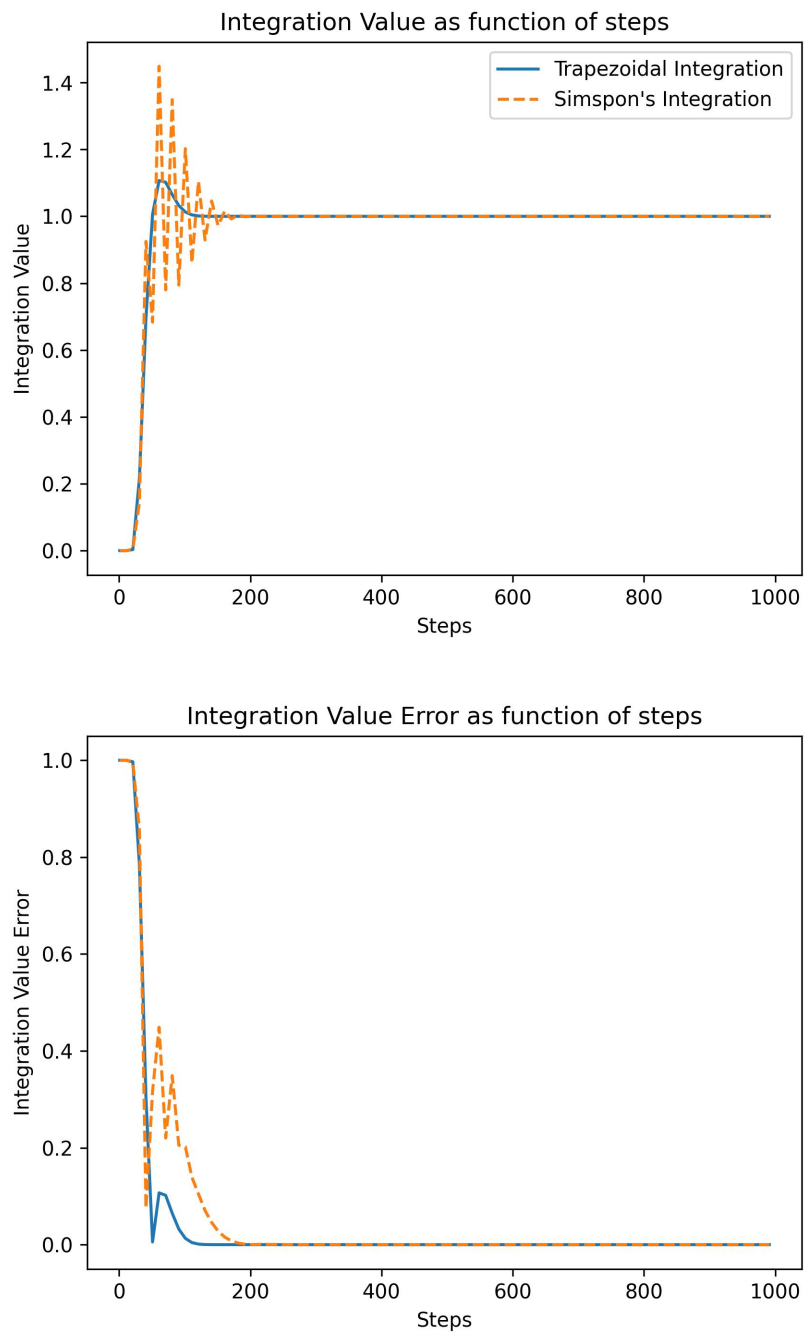 Integration Value as function of steps
Trapezoidal Integration
Simspon's Integration
1.4
1.2
1.0
0.8
0.6
0.4
0.2
0.0
Integration Value
0 200 400 600 800 1000
Steps
Integration Value Error as function of steps
1.0
0.8
0.6
0.4
0.2
0.0
Integration Value Error
0 200 400 600 800 1000
Steps